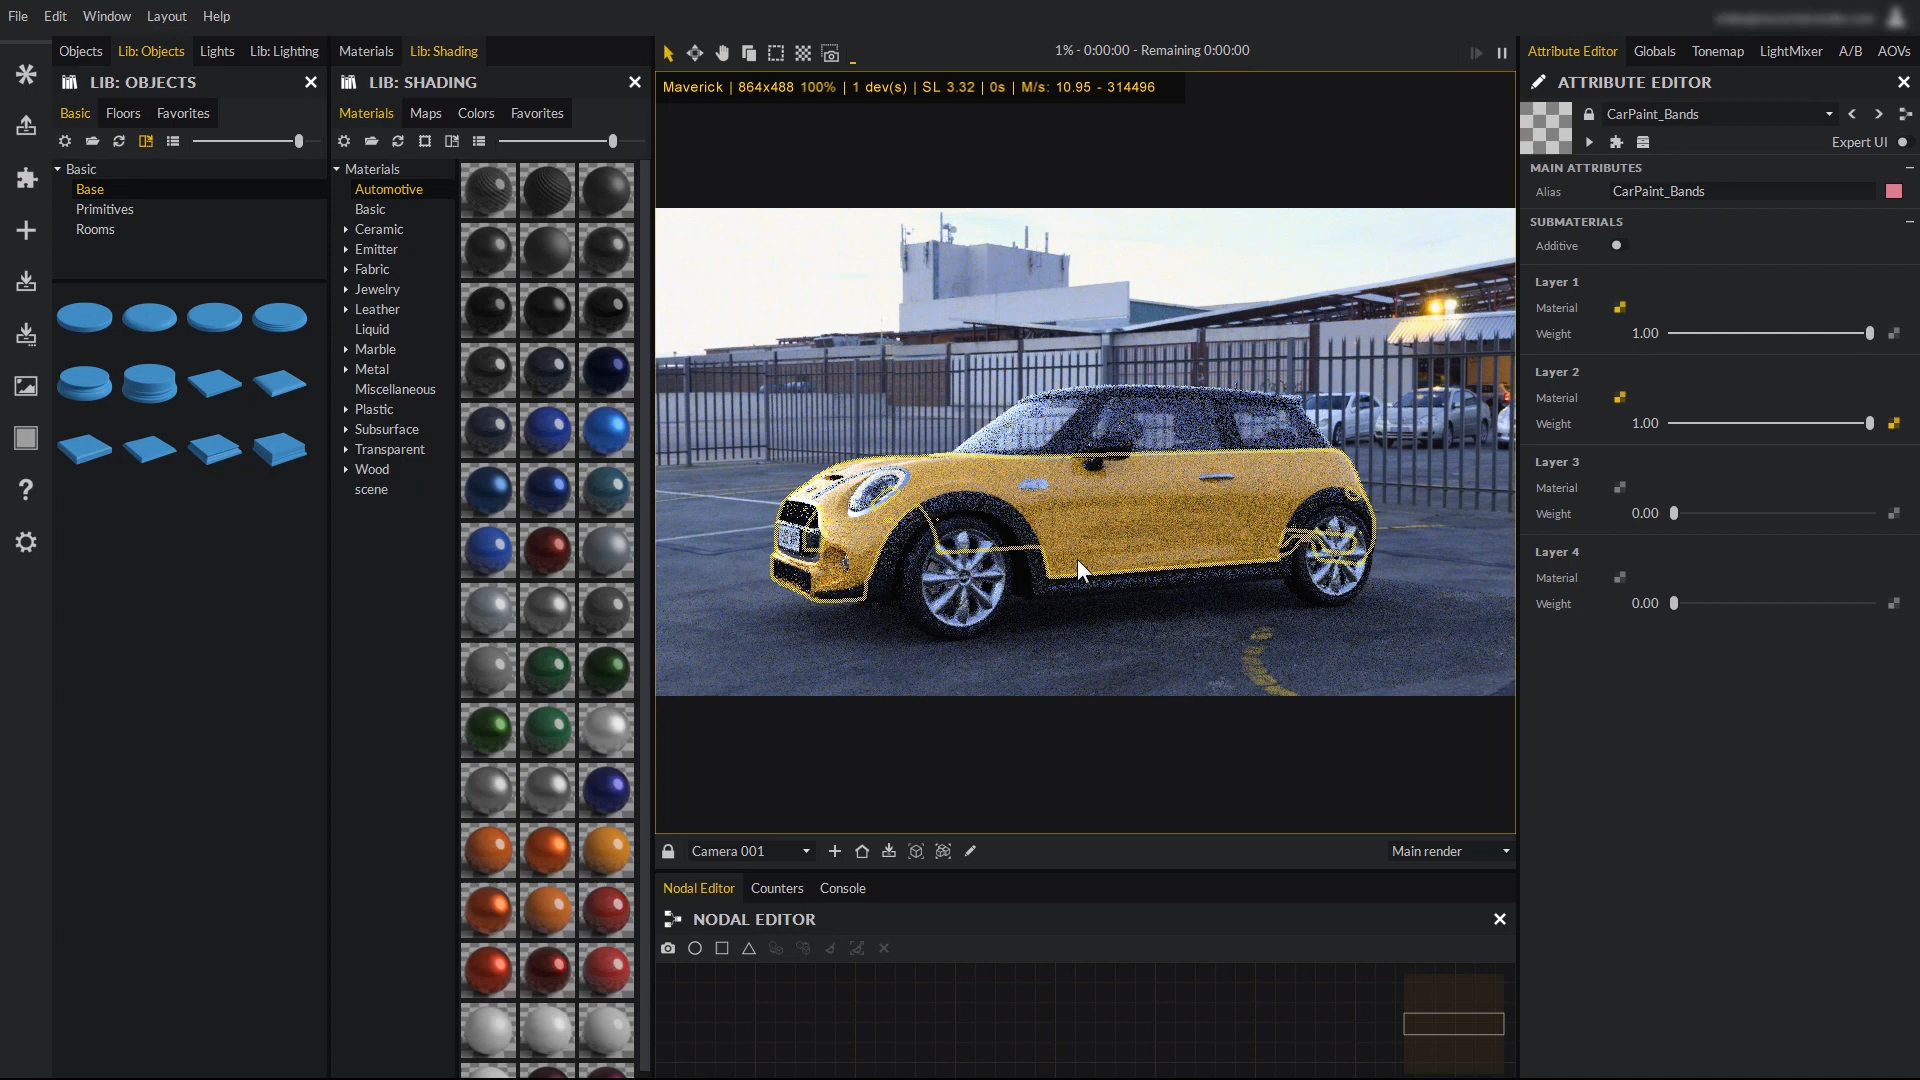 File Edit Window Layout Help
Objects Lib: Objects Lights Lib: Lighting
LIB: OBJECTS
Basic Floors Favorites
Basic
Base
Primitives
Rooms
Materials Lib: Shading
LIB: SHADING
Materials Maps Colors Favorites
Materials
Automotive
Basic
Ceramic
Emitter
Fabric
Jewelry
Leather
Liquid
Marble
Metal
Miscellaneous
Plastic
Subsurface
Transparent
Wood
scene
1% - 0:00:00 - Remaining 0:00:00
Maverick | 864x488 100% | 1 dev(s) | SL 3.32 | 0s | M/s: 10.95 - 314496
Camera 001
Main render
Nodal Editor Counters Console
NODAL EDITOR
Attribute Editor Globals Tonemap LightMixer A/B AOVs
ATTRIBUTE EDITOR
CarPaint_Bands
Expert UI
MAIN ATTRIBUTES
Alias CarPaint_Bands
SUBMATERIALS
Additive
Layer 1
Material
Weight 1.00
Layer 2
Material
Weight 1.00
Layer 3
Material
Weight 0.00
Layer 4
Material
Weight 0.00